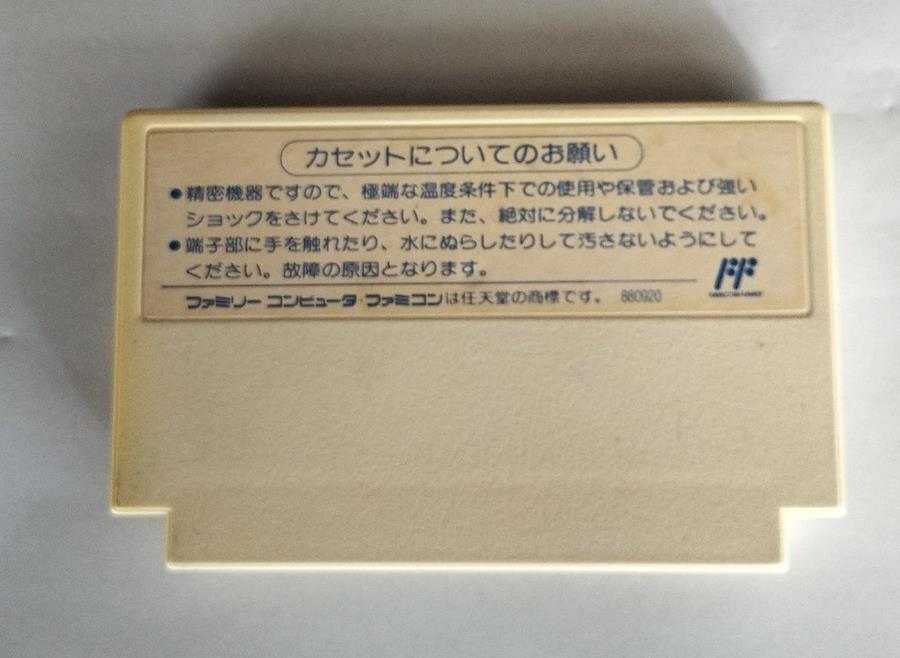 カセットについてのお願い
●精密機器ですので、極端な温度条件下での使用や保管および強い
ショックをさけてください。また、絶対に分解しないでください。
●端子部に手を触れたり、水にぬらしたりして汚さないようにして
ください。故障の原因となります。
ファミリー コンピュータ・ファミコンは任天堂の商標です。 880920